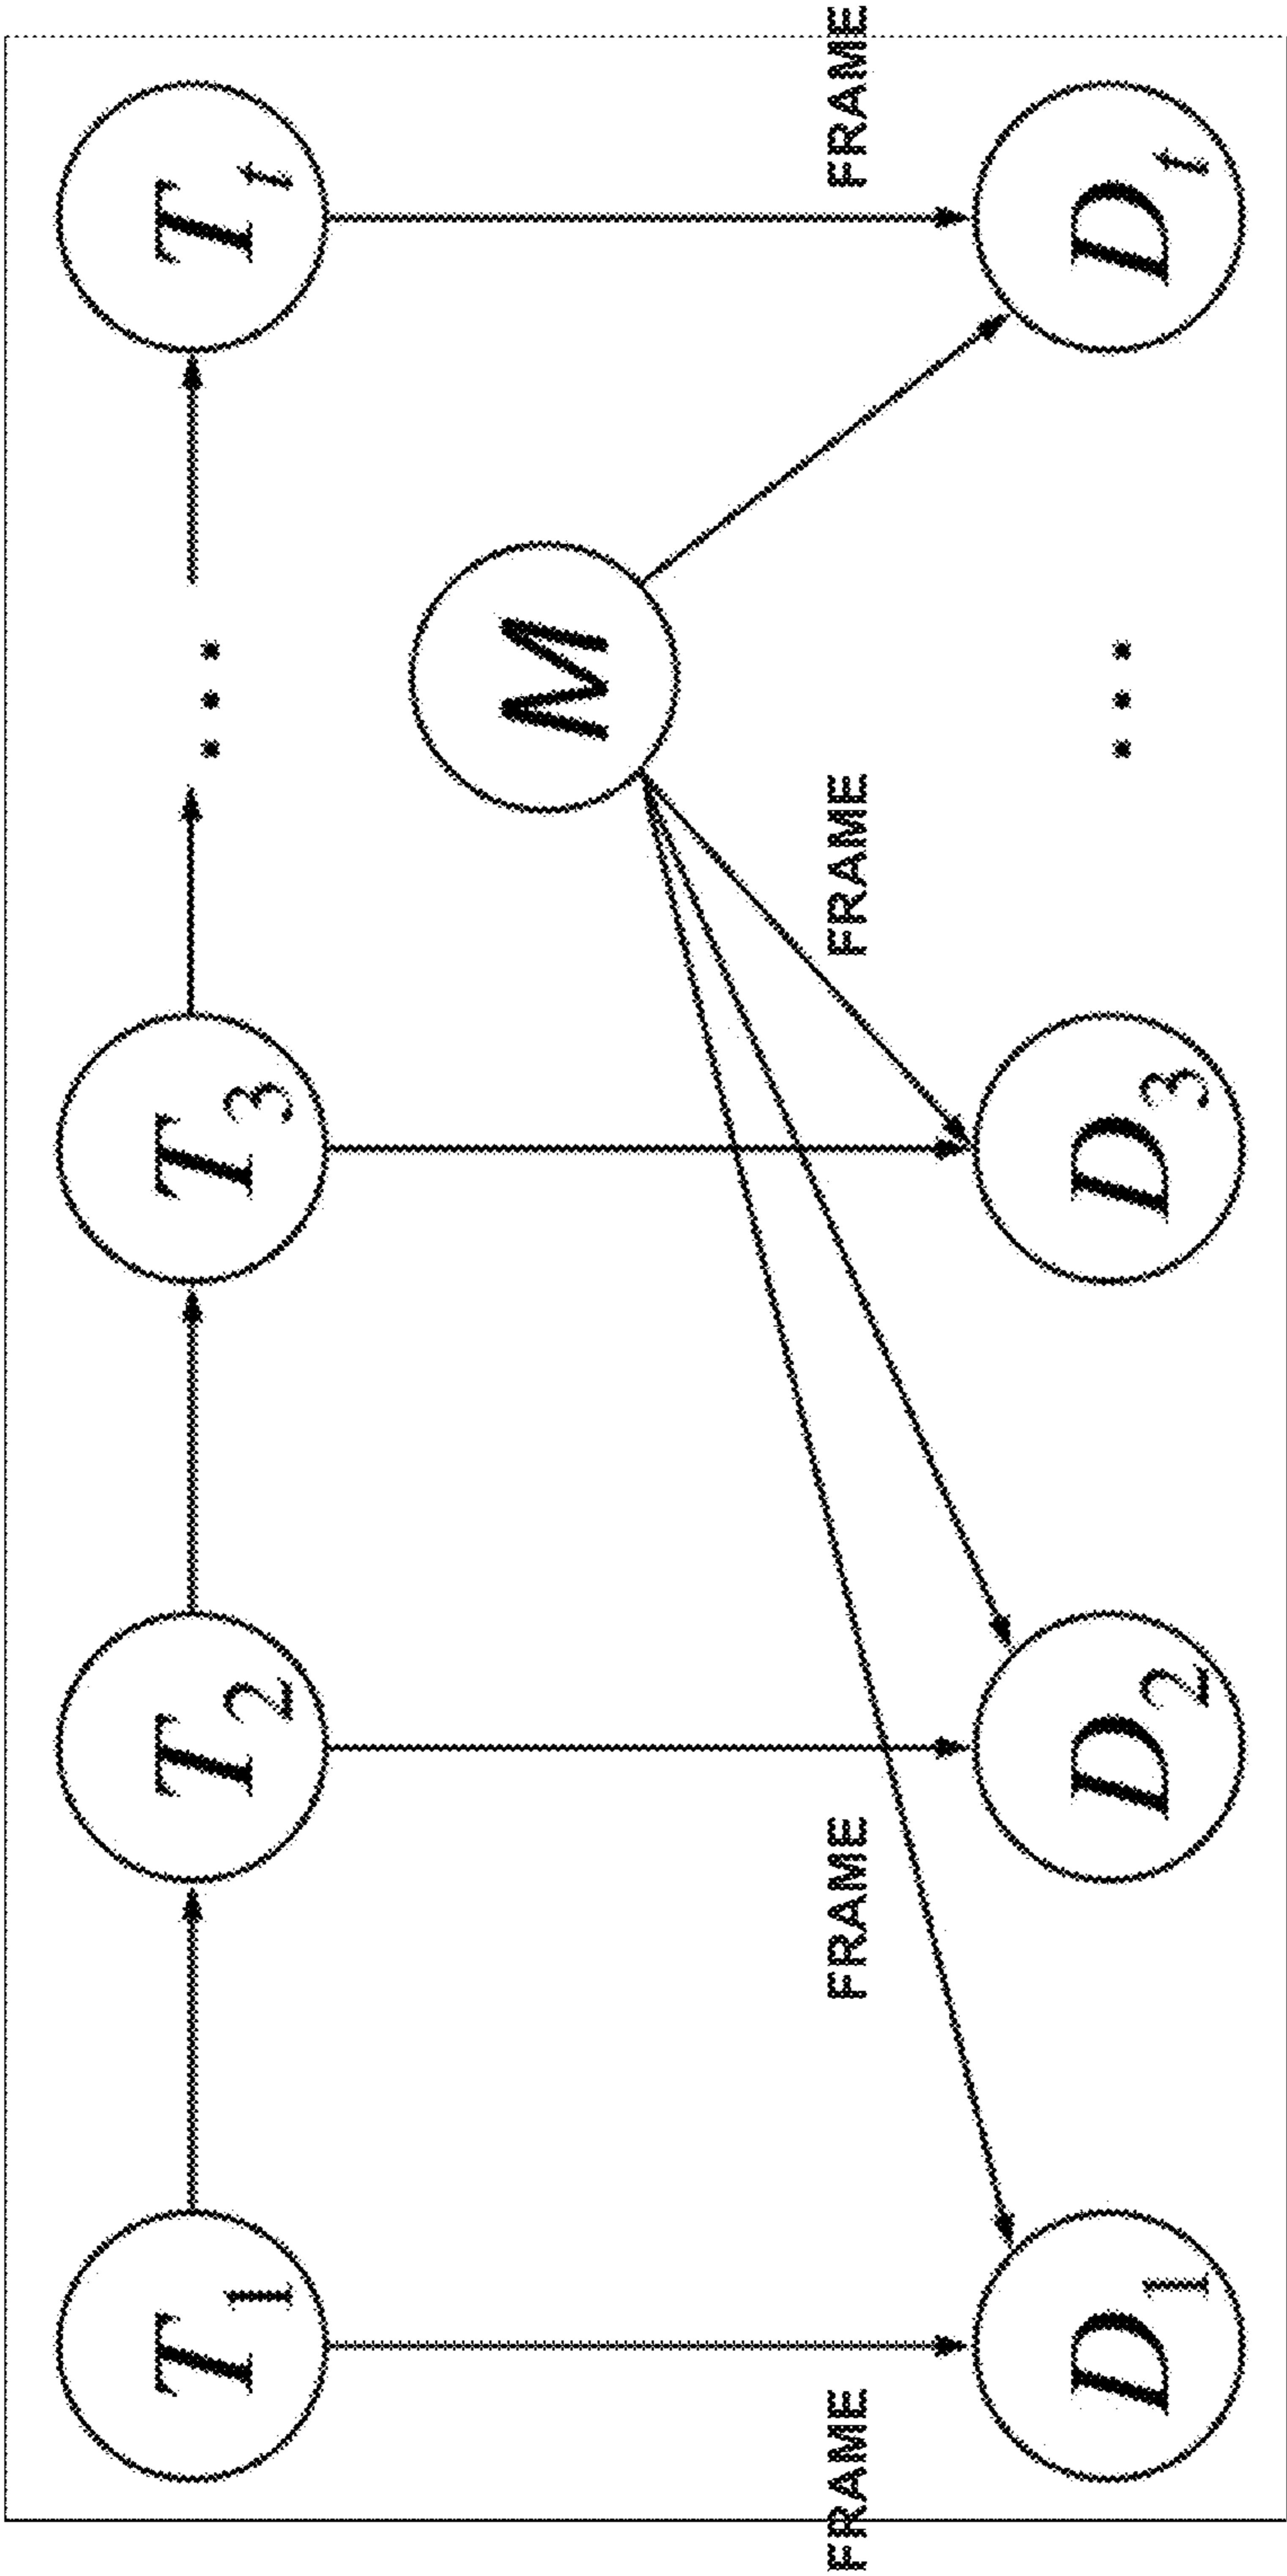 T1 T2 T3 ... Tt
M
FRAME FRAME FRAME FRAME
D1 D2 D3 ... Dt